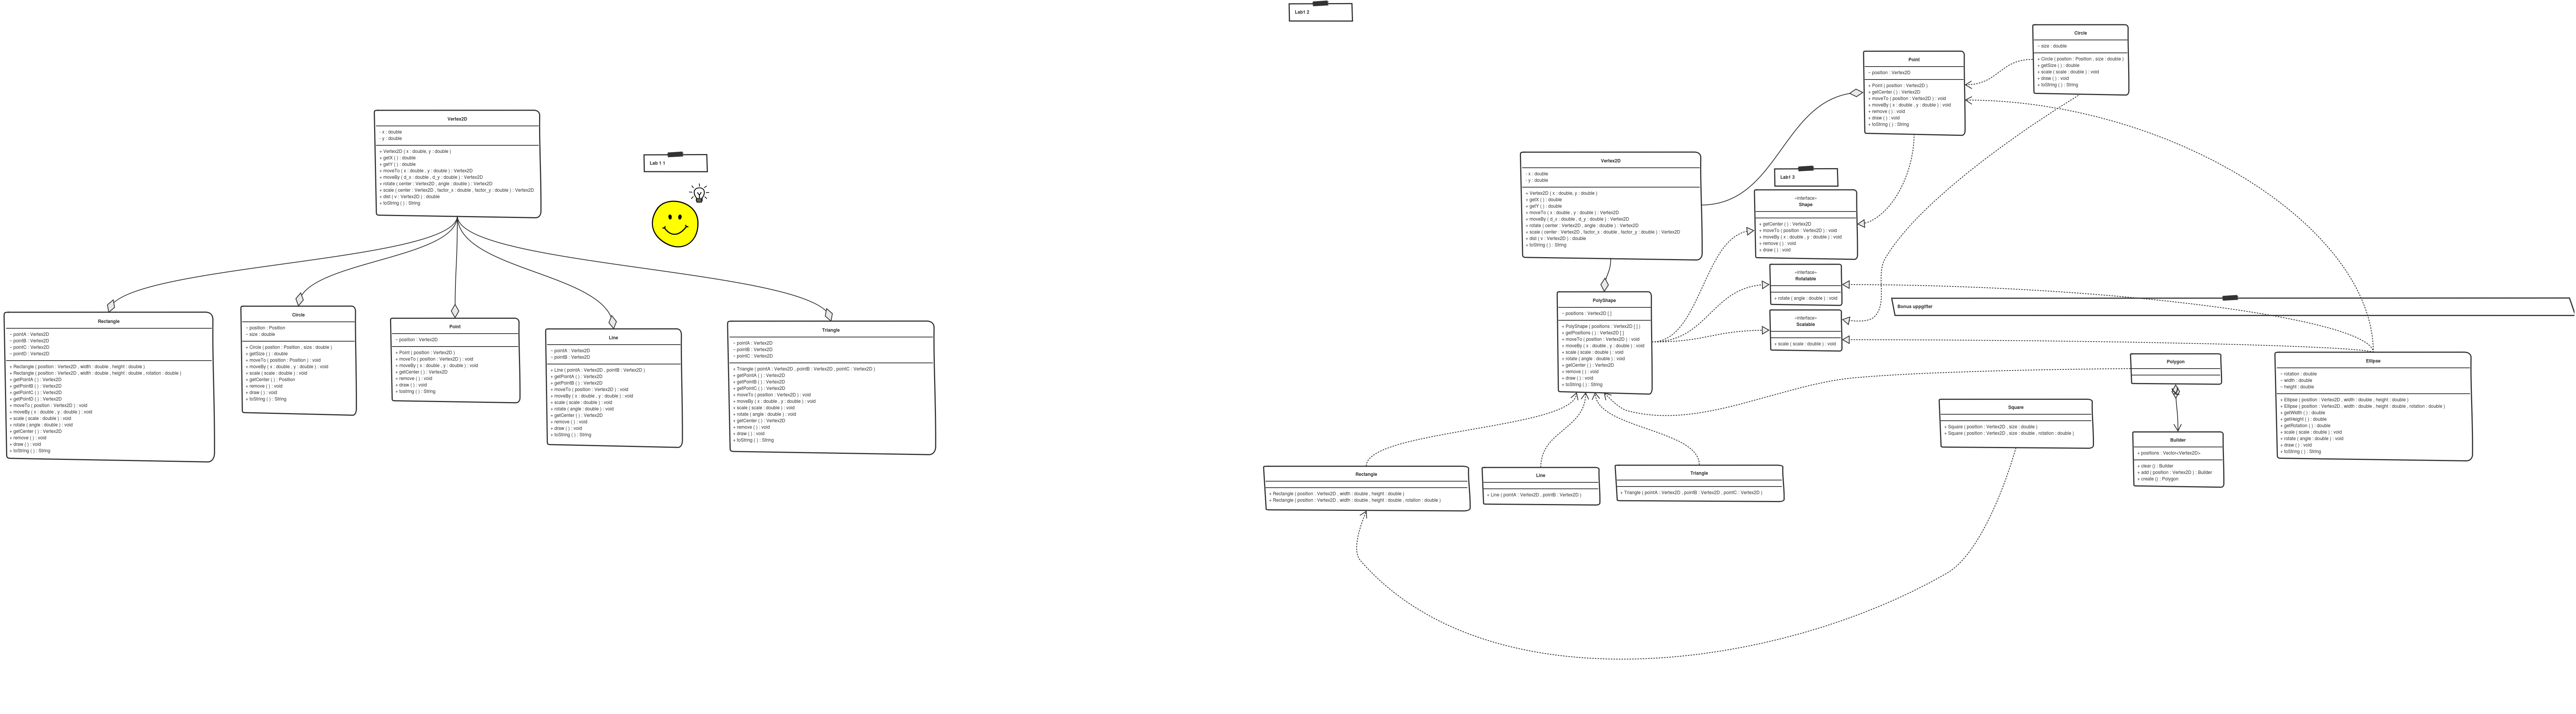 Lab1 2
Circle
− size : double
+ Circle ( position : Position , size : double )
+ getSize ( ) : double
+ scale ( scale : double ) : void
+ draw ( ) : void
+ toString ( ) : String
Point
− position : Vertex2D
+ Point ( position : Vertex2D )
+ getCenter ( ) : Vertex2D
+ moveTo ( position : Vertex2D ) : void
+ moveBy ( x : double , y : double ) : void
+ remove ( ) : void
+ draw ( ) : void
+ toString ( ) : String
Vertex2D
- x : double
- y : double
+ Vertex2D ( x : double, y : double )
+ getX ( ) : double
+ getY ( ) : double
+ moveTo ( x : double , y : double ) : Vertex2D
+ moveBy ( d_x : double , d_y : double ) : Vertex2D
+ rotate ( center : Vertex2D , angle : double ) : Vertex2D
+ scale ( center : Vertex2D , factor_x : double , factor_y : double ) : Vertex2D
+ dist ( v : Vertex2D ) : double
+ toString ( ) : String
Lab 1 1
Vertex2D
- x : double
- y : double
+ Vertex2D ( x : double, y : double )
+ getX ( ) : double
+ getY ( ) : double
+ moveTo ( x : double , y : double ) : Vertex2D
+ moveBy ( d_x : double , d_y : double ) : Vertex2D
+ rotate ( center : Vertex2D , angle : double ) : Vertex2D
+ scale ( center : Vertex2D , factor_x : double , factor_y : double ) : Vertex2D
+ dist ( v : Vertex2D ) : double
+ toString ( ) : String
Lab1 3
«interface»
Shape
+ getCenter ( ) : Vertex2D
+ moveTo ( position : Vertex2D ) : void
+ moveBy ( x : double , y : double ) : void
+ remove ( ) : void
+ draw ( ) : void
«interface»
Rotatable
+ rotate ( angle : double ) : void
«interface»
Scalable
+ scale ( scale : double ) : void
Bonus uppgifter
Rectangle
− pointA : Vertex2D
− pointB : Vertex2D
− pointC : Vertex2D
− pointD : Vertex2D
+ Rectangle ( position : Vertex2D , width : double , height : double )
+ Rectangle ( position : Vertex2D , width : double , height : double , rotation : double )
+ getPointA ( ) : Vertex2D
+ getPointB ( ) : Vertex2D
+ getPointC ( ) : Vertex2D
+ getPointD ( ) : Vertex2D
+ moveTo ( position : Vertex2D ) : void
+ moveBy ( x : double , y : double ) : void
+ scale ( scale : double ) : void
+ rotate ( angle : double ) : void
+ getCenter ( ) : Vertex2D
+ remove ( ) : void
+ draw ( ) : void
+ toString ( ) : String
Circle
− position : Position
− size : double
+ Circle ( position : Position , size : double )
+ getSize ( ) : double
+ moveTo ( position : Position ) : void
+ moveBy ( x : double , y : double ) : void
+ scale ( scale : double ) : void
+ getCenter ( ) : Position
+ remove ( ) : void
+ draw ( ) : void
+ toString ( ) : String
Point
− position : Vertex2D
+ Point ( position : Vertex2D )
+ moveTo ( position : Vertex2D ) : void
+ moveBy ( x : double , y : double ) : void
+ getCenter ( ) : Vertex2D
+ remove ( ) : void
+ draw ( ) : void
+ tostring ( ) : String
Line
− pointA : Vertex2D
− pointB : Vertex2D
+ Line ( pointA : Vertex2D , pointB : Vertex2D )
+ getPointA ( ) : Vertex2D
+ getPointB ( ) : Vertex2D
+ moveTo ( position : Vertex2D ) : void
+ moveBy ( x : double , y : double ) : void
+ scale ( scale : double ) : void
+ rotate ( angle : double ) : void
+ getCenter ( ) : Vertex2D
+ remove ( ) : void
+ draw ( ) : void
+ toString ( ) : String
Triangle
− pointA : Vertex2D
− pointB : Vertex2D
− pointC : Vertex2D
+ Triangle ( pointA : Vertex2D , pointB : Vertex2D , pointC : Vertex2D )
+ getPointA ( ) : Vertex2D
+ getPointB ( ) : Vertex2D
+ getPointC ( ) : Vertex2D
+ moveTo ( position : Vertex2D ) : void
+ moveBy ( x : double , y : double ) : void
+ scale ( scale : double ) : void
+ rotate ( angle : double ) : void
+ getCenter ( ) : Vertex2D
+ remove ( ) : void
+ draw ( ) : void
+ toString ( ) : String
PolyShape
− positions : Vertex2D [ ]
+ PolyShape ( positions : Vertex2D [ ] )
+ getPositions ( ) : Vertex2D [ ]
+ moveTo ( position : Vertex2D ) : void
+ moveBy ( x : double , y : double ) : void
+ scale ( scale : double ) : void
+ rotate ( angle : double ) : void
+ getCenter ( ) : Vertex2D
+ remove ( ) : void
+ draw ( ) : void
+ toString ( ) : String
Polygon
Ellipse
− rotation : double
− width : double
− height : double
+ Ellipse ( position : Vertex2D , width : double , height : double )
+ Ellipse ( position : Vertex2D , width : double , height : double , rotation : double )
+ getWidth ( ) : double
+ getHeight ( ) : double
+ getRotation ( ) : double
+ scale ( scale : double ) : void
+ rotate ( angle : double ) : void
+ draw ( ) : void
+ toString ( ) : String
Square
+ Square ( position : Vertex2D , size : double )
+ Square ( position : Vertex2D , size : double , rotation : double )
Builder
+ positions : Vector<Vertex2D>
+ clear () : Builder
+ add ( position : Vertex2D ) : Builder
+ create () : Polygon
Rectangle
+ Rectangle ( position : Vertex2D , width : double , height : double )
+ Rectangle ( position : Vertex2D , width : double , height : double , rotation : double )
Line
+ Line ( pointA : Vertex2D , pointB : Vertex2D )
Triangle
+ Triangle ( pointA : Vertex2D , pointB : Vertex2D , pointC : Vertex2D )